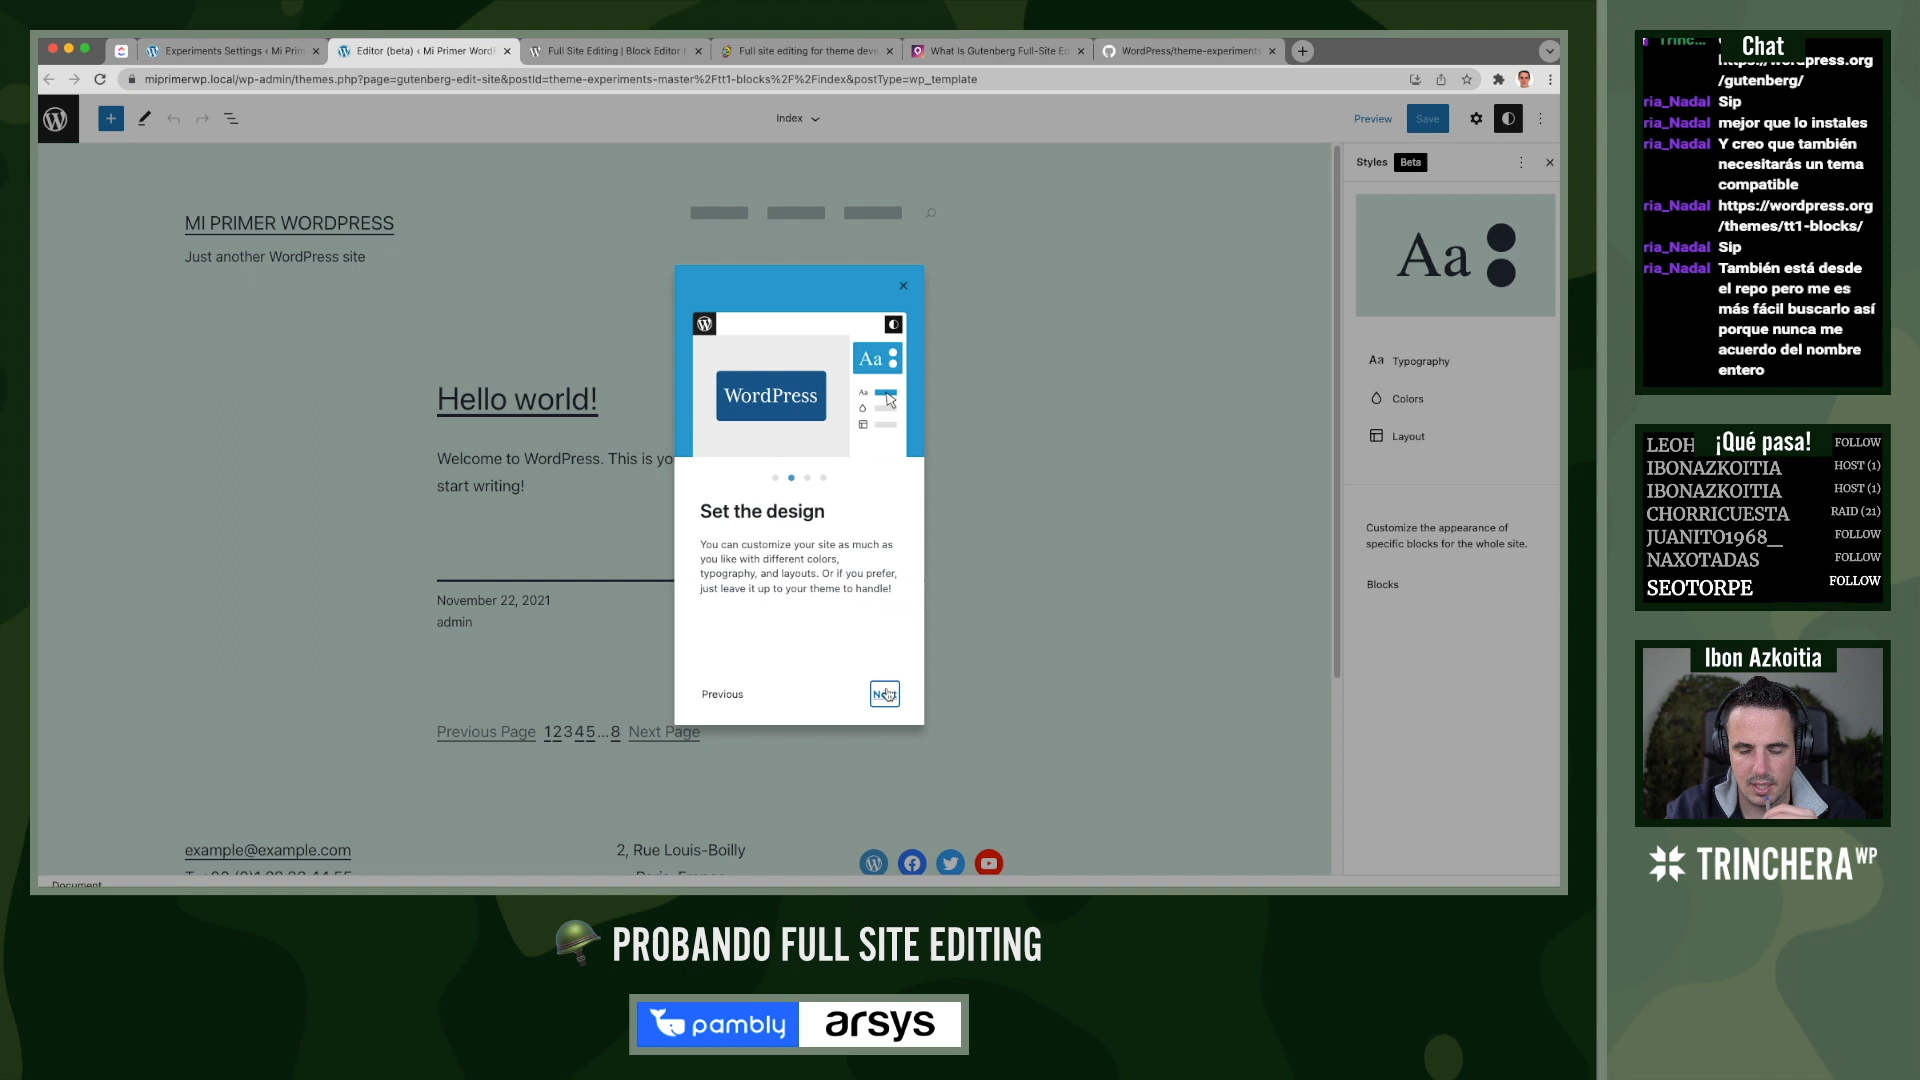 Experiments Settings ‹ Mi Prim
Editor (beta) ‹ Mi Primer WordF
Full Site Editing | Block Editor
Full site editing for theme deve
What Is Gutenberg Full-Site Ed
WordPress/theme-experiments
miprimerwp.local/wp-admin/themes.php?page=gutenberg-edit-site&postId=theme-experiments-master%2Ftt1-blocks%2F%2Findex&postType=wp_template
Index
Preview
Save
Styles Beta
Aa
Aa Typography
Colors
Layout
Customize the appearance of
specific blocks for the whole site.
Blocks
MI PRIMER WORDPRESS
Just another WordPress site
Hello world!
Welcome to WordPress. This is yo
start writing!
November 22, 2021
admin
Previous Page 1 2 3 4 5 ... 8 Next Page
example@example.com
2, Rue Louis-Boilly
Document
Aa
WordPress
Aa
Set the design
You can customize your site as much as
you like with different colors,
typography, and layouts. Or if you prefer,
just leave it up to your theme to handle!
Previous
Chat
https://wordpress.org
/gutenberg/
ria_Nadal Sip
ria_Nadal mejor que lo instales
ria_Nadal Y creo que también
necesitarás un tema
compatible
ria_Nadal https://wordpress.org
/themes/tt1-blocks/
ria_Nadal Sip
ria_Nadal También está desde
el repo pero me es
más fácil buscarlo así
porque nunca me
acuerdo del nombre
entero
¡Qué pasa!
LEOH FOLLOW
IBONAZKOITIA HOST (1)
IBONAZKOITIA HOST (1)
CHORRICUESTA RAID (21)
JUANITO1968__ FOLLOW
NAXOTADAS FOLLOW
SEOTORPE FOLLOW
Ibon Azkoitia
TRINCHERA WP
PROBANDO FULL SITE EDITING
pambly
arsys